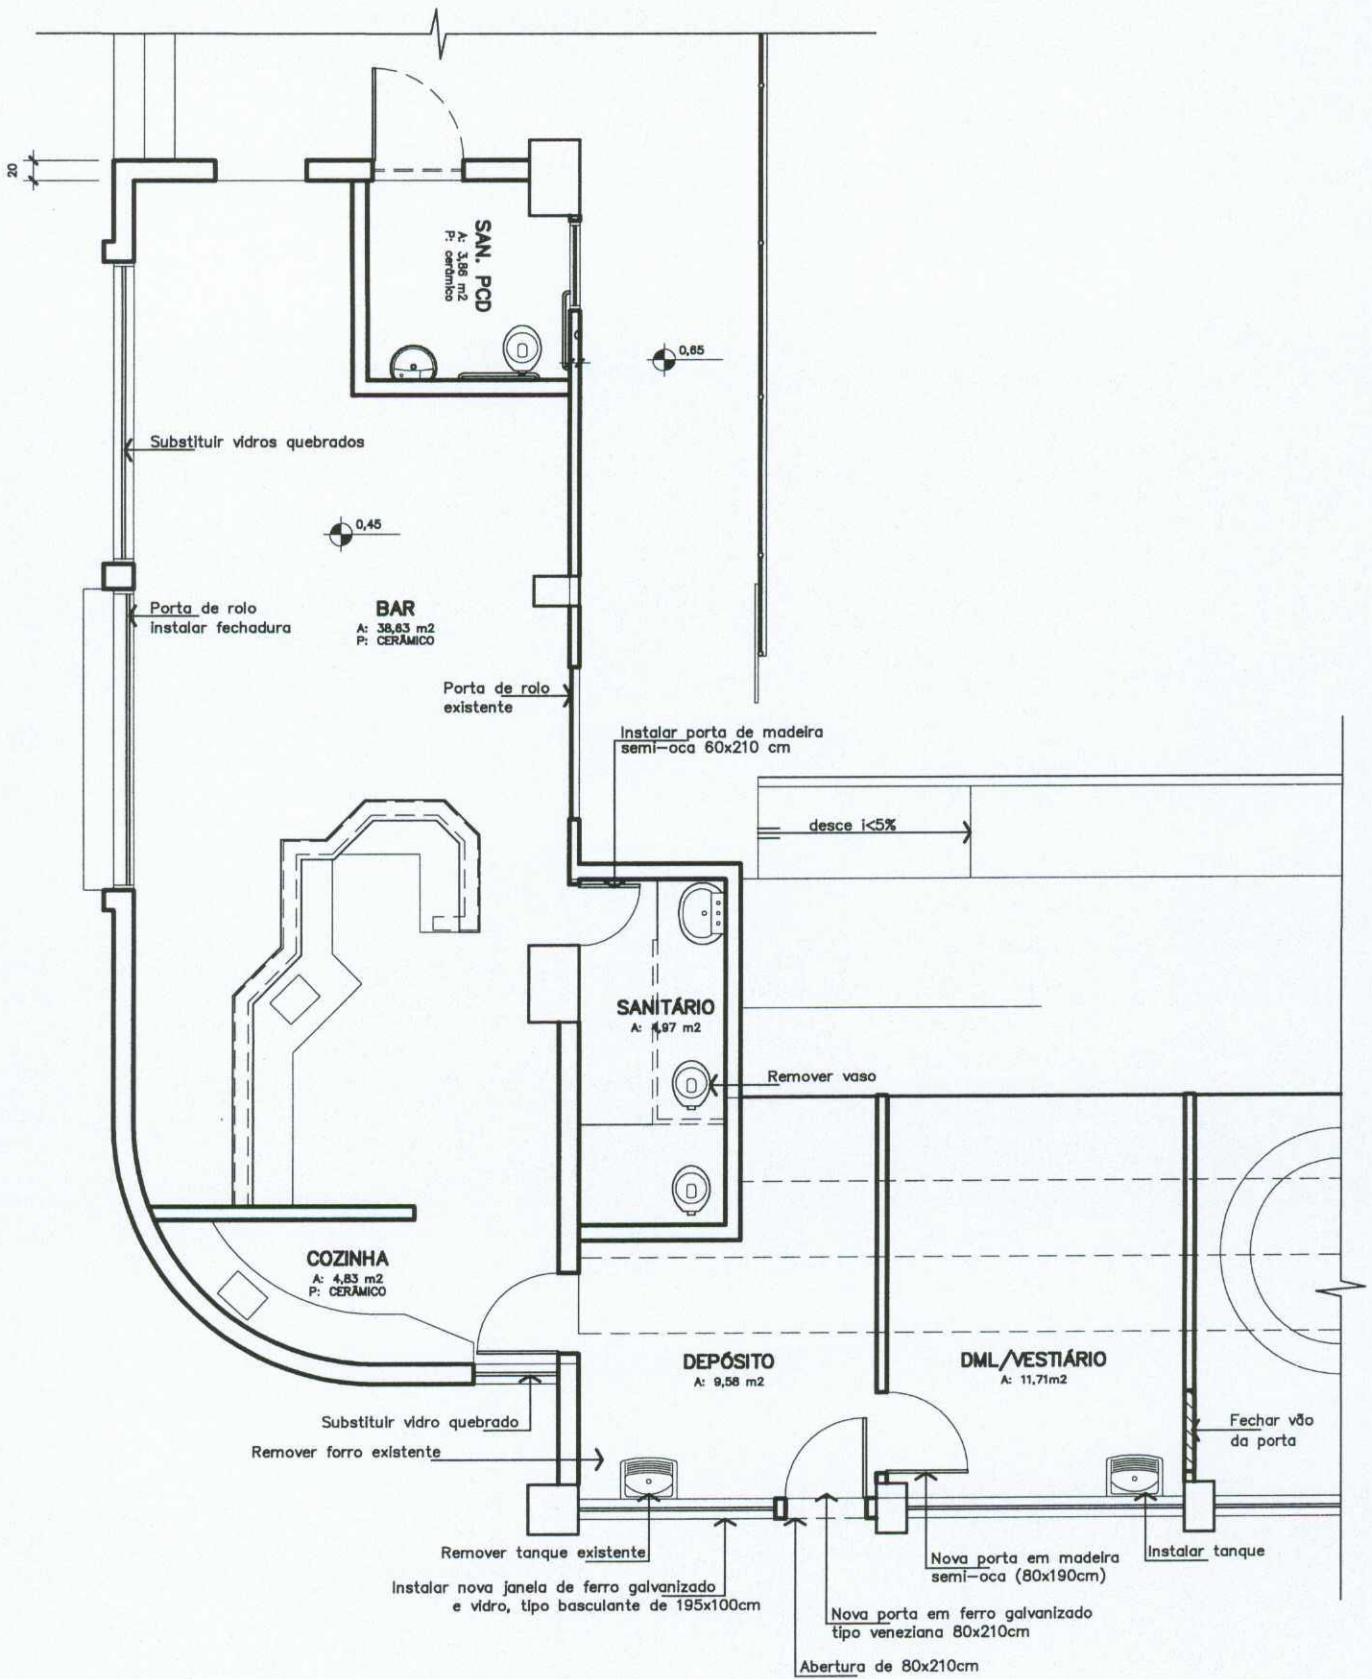 20
SAN. PCD
A: 3,86 m2
P: cerâmico
0,65
Substituir vidros quebrados
0,45
Porta de rolo
instalar fechadura
BAR
A: 38,63 m2
P: CERÂMICO
Porta de rolo
existente
Instalar porta de madeira
semi-oca 60x210 cm
desce i<5%
SANITÁRIO
A: 4,97 m2
Remover vaso
COZINHA
A: 4,83 m2
P: CERÂMICO
DEPÓSITO
A: 9,58 m2
DML/VESTIÁRIO
A: 11,71m2
Substituir vidro quebrado
Remover forro existente
Fechar vão
da porta
Remover tanque existente
Instalar nova janela de ferro galvanizado
e vidro, tipo basculante de 195x100cm
Nova porta em madeira
semi-oca (80x190cm)
Instalar tanque
Nova porta em ferro galvanizado
tipo veneziana 80x210cm
Abertura de 80x210cm